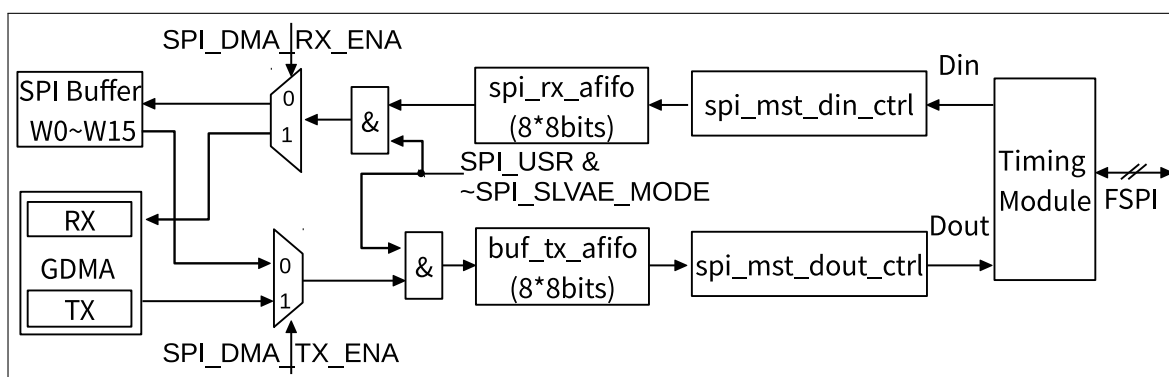 SPI_DMA_RX_ENA
SPI Buffer
W0~W15
0
1
&
spi_rx_afifo
(8*8bits)
spi_mst_din_ctrl
Din
Timing
Module
FSPI
SPI_USR &
~SPI_SLVAE_MODE
RX
GDMA
TX
0
1
&
buf_tx_afifo
(8*8bits)
spi_mst_dout_ctrl
Dout
SPI_DMA_TX_ENA